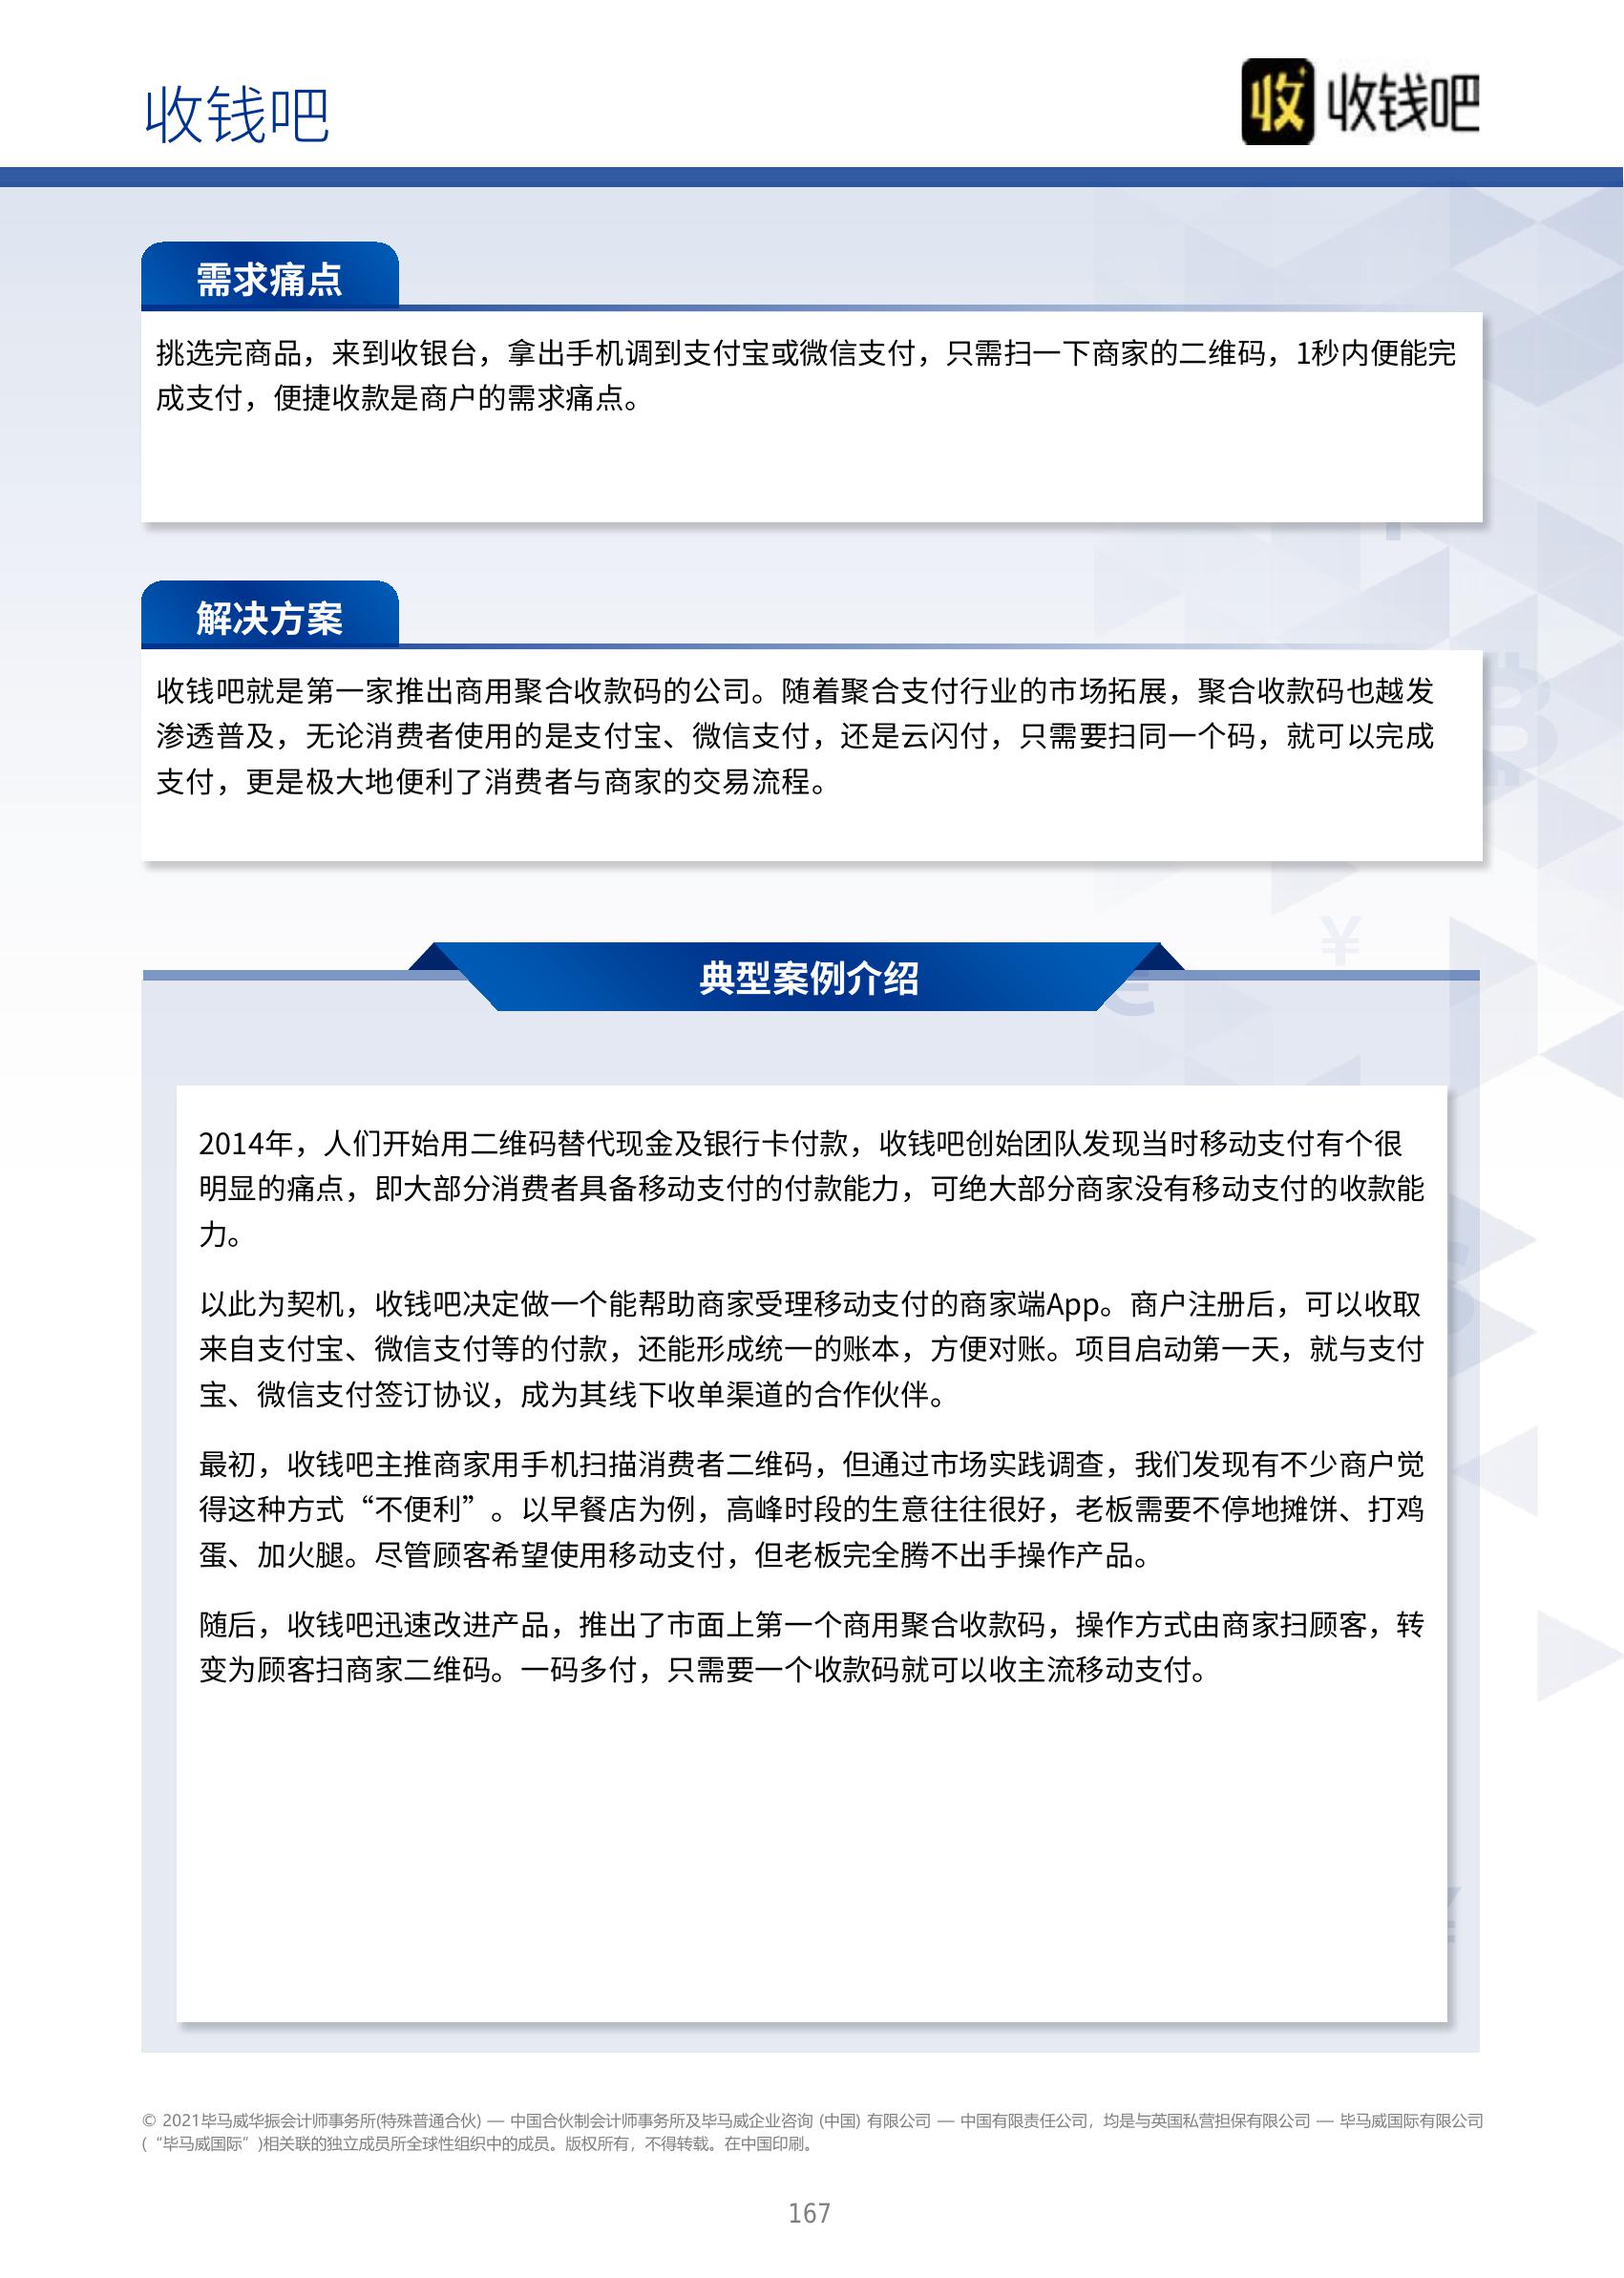 收钱吧
收 收钱吧
需求痛点
挑选完商品，来到收银台，拿出手机调到支付宝或微信支付，只需扫一下商家的二维码，1秒内便能完
成支付，便捷收款是商户的需求痛点。
解决方案
收钱吧就是第一家推出商用聚合收款码的公司。随着聚合支付行业的市场拓展，聚合收款码也越发
渗透普及，无论消费者使用的是支付宝、微信支付，还是云闪付，只需要扫同一个码，就可以完成
支付，更是极大地便利了消费者与商家的交易流程。
典型案例介绍
2014年，人们开始用二维码替代现金及银行卡付款，收钱吧创始团队发现当时移动支付有个很
明显的痛点，即大部分消费者具备移动支付的付款能力，可绝大部分商家没有移动支付的收款能
力。
以此为契机，收钱吧决定做一个能帮助商家受理移动支付的商家端App。商户注册后，可以收取
来自支付宝、微信支付等的付款，还能形成统一的账本，方便对账。项目启动第一天，就与支付
宝、微信支付签订协议，成为其线下收单渠道的合作伙伴。
最初，收钱吧主推商家用手机扫描消费者二维码，但通过市场实践调查，我们发现有不少商户觉
得这种方式“不便利”。以早餐店为例，高峰时段的生意往往很好，老板需要不停地摊饼、打鸡
蛋、加火腿。尽管顾客希望使用移动支付，但老板完全腾不出手操作产品。
随后，收钱吧迅速改进产品，推出了市面上第一个商用聚合收款码，操作方式由商家扫顾客，转
变为顾客扫商家二维码。一码多付，只需要一个收款码就可以收主流移动支付。
© 2021毕马威华振会计师事务所(特殊普通合伙) — 中国合伙制会计师事务所及毕马威企业咨询 (中国) 有限公司 — 中国有限责任公司，均是与英国私营担保有限公司 — 毕马威国际有限公司
(“毕马威国际”)相关联的独立成员所全球性组织中的成员。版权所有，不得转载。在中国印刷。
167